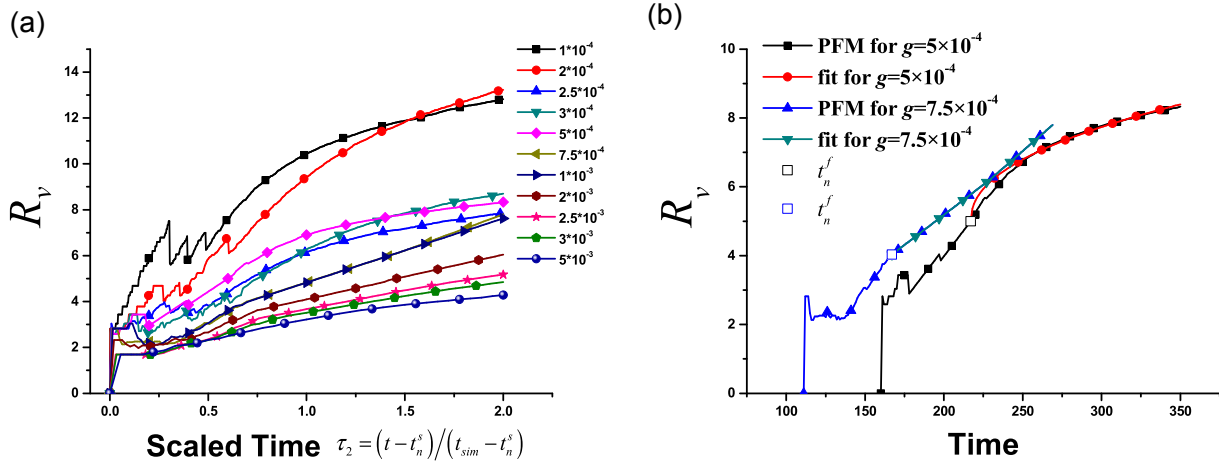 (a)
R_v
14
12
10
8
6
4
2
0
0.0 0.5 1.0 1.5 2.0
1*10^-4
2*10^-4
2.5*10^-4
3*10^-4
5*10^-4
7.5*10^-4
1*10^-3
2*10^-3
2.5*10^-3
3*10^-3
5*10^-3
Scaled Time τ_2 = (t − t_n^s)/(t_sim − t_n^s)
(b)
R_v
10
8
6
4
2
0
100 150 200 250 300 350
PFM for g=5×10^-4
fit for g=5×10^-4
PFM for g=7.5×10^-4
fit for g=7.5×10^-4
t_n^f
t_n^f
Time